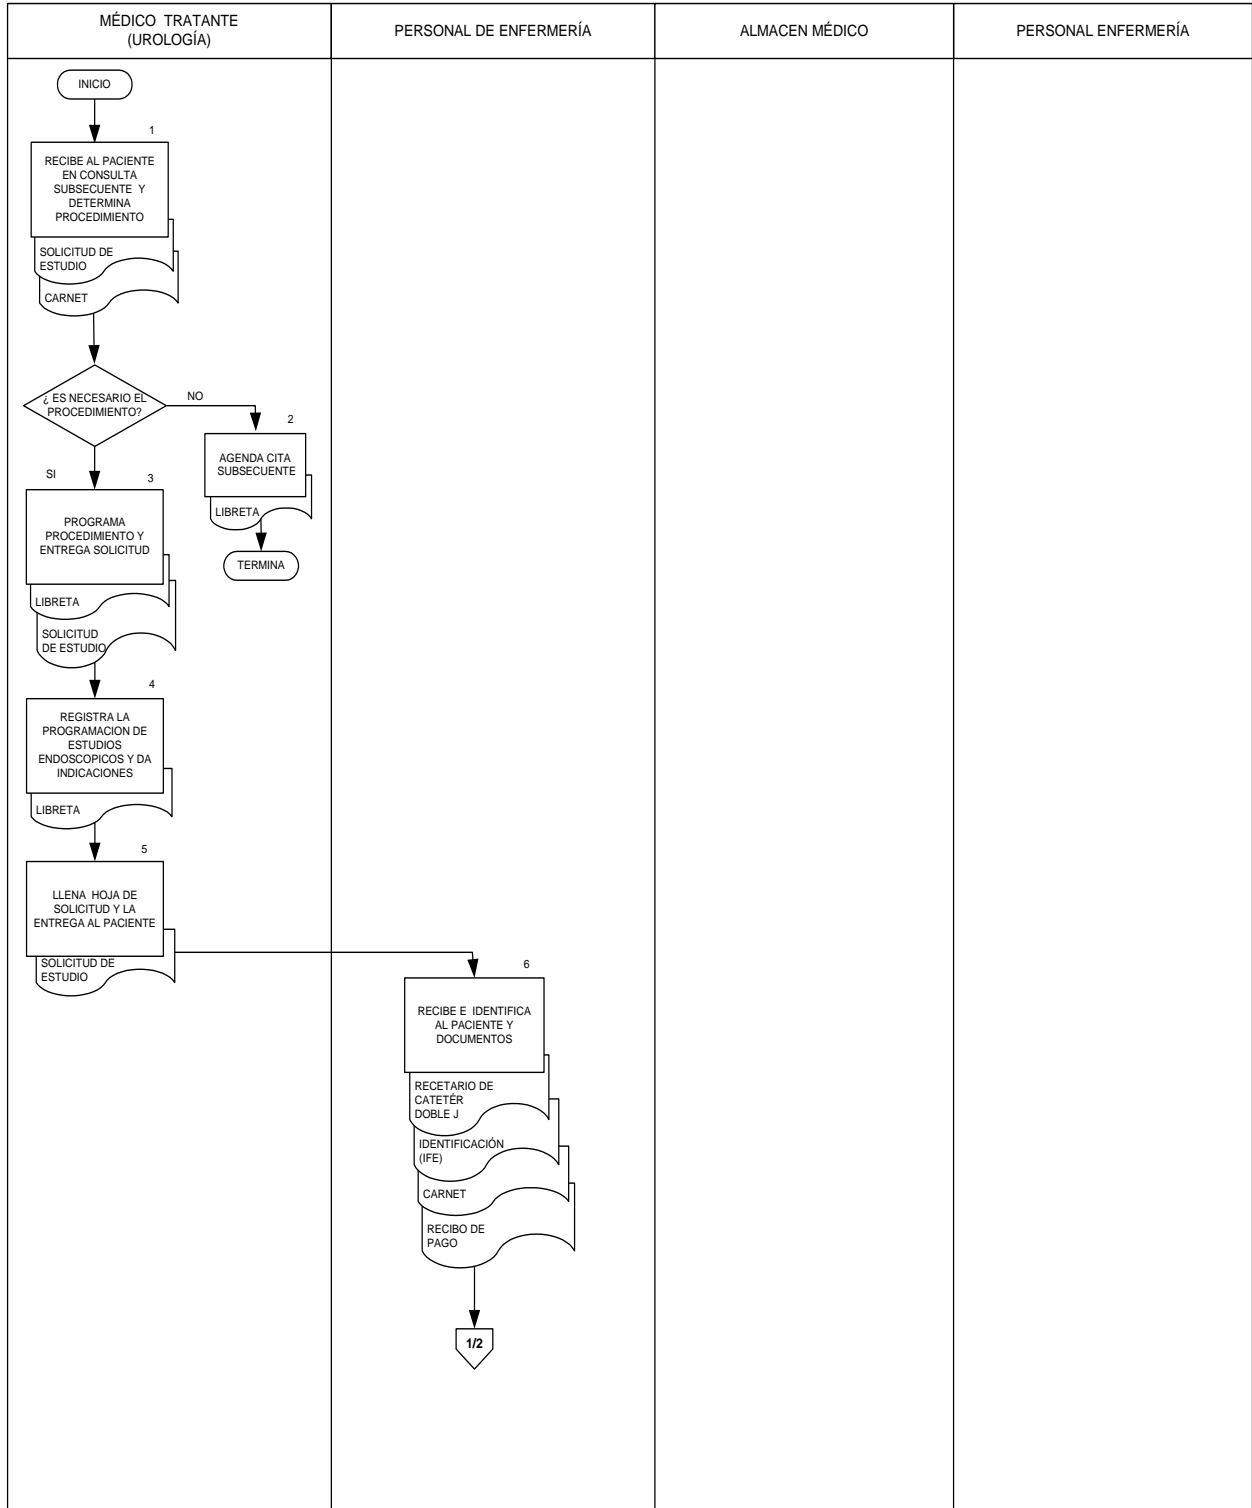 MÉDICO TRATANTE
(UROLOGÍA)
PERSONAL DE ENFERMERÍA
ALMACEN MÉDICO
PERSONAL ENFERMERÍA
INICIO
1
RECIBE AL PACIENTE
EN CONSULTA
SUBSECUENTE Y
DETERMINA
PROCEDIMIENTO
SOLICITUD DE
ESTUDIO
CARNET
¿ ES NECESARIO EL
PROCEDIMIENTO?
NO
2
AGENDA CITA
SUBSECUENTE
LIBRETA
TERMINA
SI
3
PROGRAMA
PROCEDIMIENTO Y
ENTREGA SOLICITUD
LIBRETA
SOLICITUD
DE ESTUDIO
4
REGISTRA LA
PROGRAMACION DE
ESTUDIOS
ENDOSCOPICOS Y DA
INDICACIONES
LIBRETA
5
LLENA HOJA DE
SOLICITUD Y LA
ENTREGA AL PACIENTE
SOLICITUD DE
ESTUDIO
6
RECIBE E IDENTIFICA
AL PACIENTE Y
DOCUMENTOS
RECETARIO DE
CATETÉR
DOBLE J
IDENTIFICACIÓN
(IFE)
CARNET
RECIBO DE
PAGO
1/2